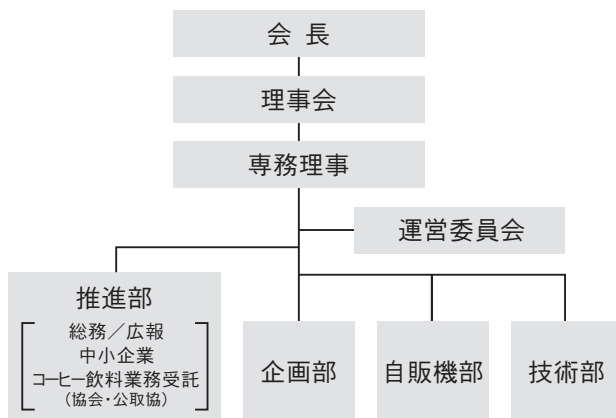 会 長
理事会
専務理事
運営委員会
推進部
総務／広報
中小企業
コーヒー飲料業務受託
(協会・公取協)
企画部
自販機部
技術部